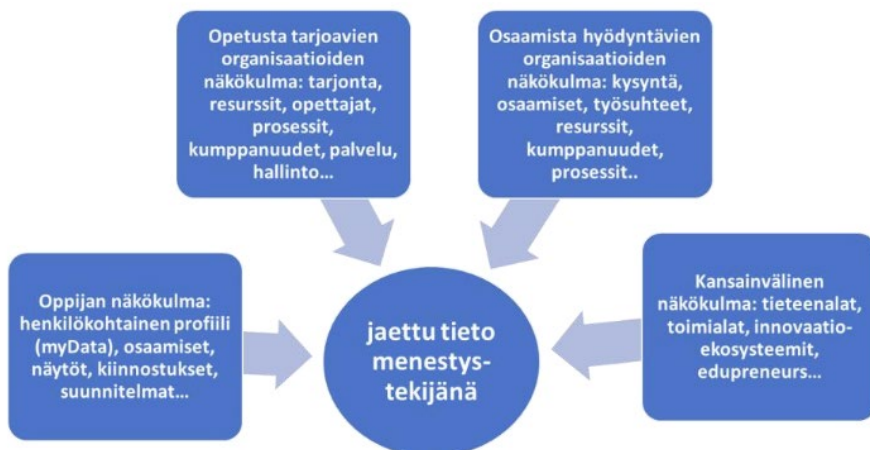 Opetusta tarjoavien
organisaatioiden
näkökulma: tarjonta,
resurssit, opettajat,
prosessit,
kumppanuudet, palvelu,
hallinto...
Osaamista hyödyntävien
organisaatioiden
näkökulma: kysyntä,
osaamiset, työsuhteet,
resurssit,
kumppanuudet,
prosessit..
Oppijan näkökulma:
henkilökohtainen profiili
(myData), osaamiset,
näytöt, kiinnostukset,
suunnitelmat...
jaettu tieto
menestys-
tekijänä
Kansainvälinen
näkökulma: tieteenalat,
toimialat, innovaatio-
ekosysteemit,
edupreneurs...